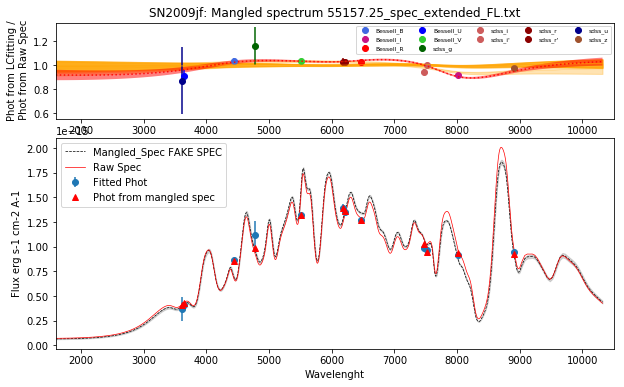 SN2009jf: Mangled spectrum 55157.25_spec_extended_FL.txt
Phot from LCfitting /
Phot from Raw Spec
1.2
1.0
0.8
0.6
Bessell_B Bessell_U sdss_i sdss_r sdss_u
Bessell_I Bessell_V sdss_i' sdss_r' sdss_z
Bessell_R sdss_g
2000 3000 4000 5000 6000 7000 8000 9000 10000
Flux erg s-1 cm-2 A-1
2.00
1.75
1.50
1.25
1.00
0.75
0.50
0.25
0.00
Mangled_Spec FAKE SPEC
Raw Spec
Fitted Phot
Phot from mangled spec
2000 3000 4000 5000 6000 7000 8000 9000 10000
Wavelenght